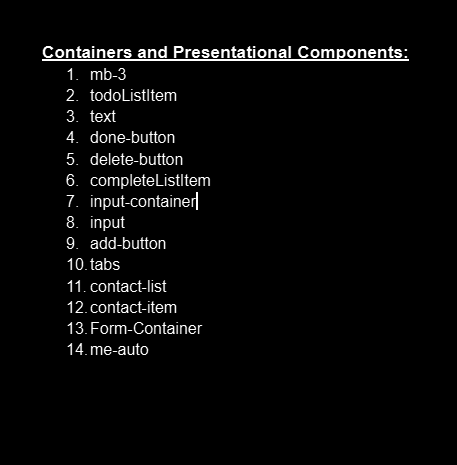 Containers and Presentational Components:
1. mb-3
2. todoListItem
3. text
4. done-button
5. delete-button
6. completeListItem
7. input-container
8. input
9. add-button
10. tabs
11. contact-list
12. contact-item
13. Form-Container
14. me-auto